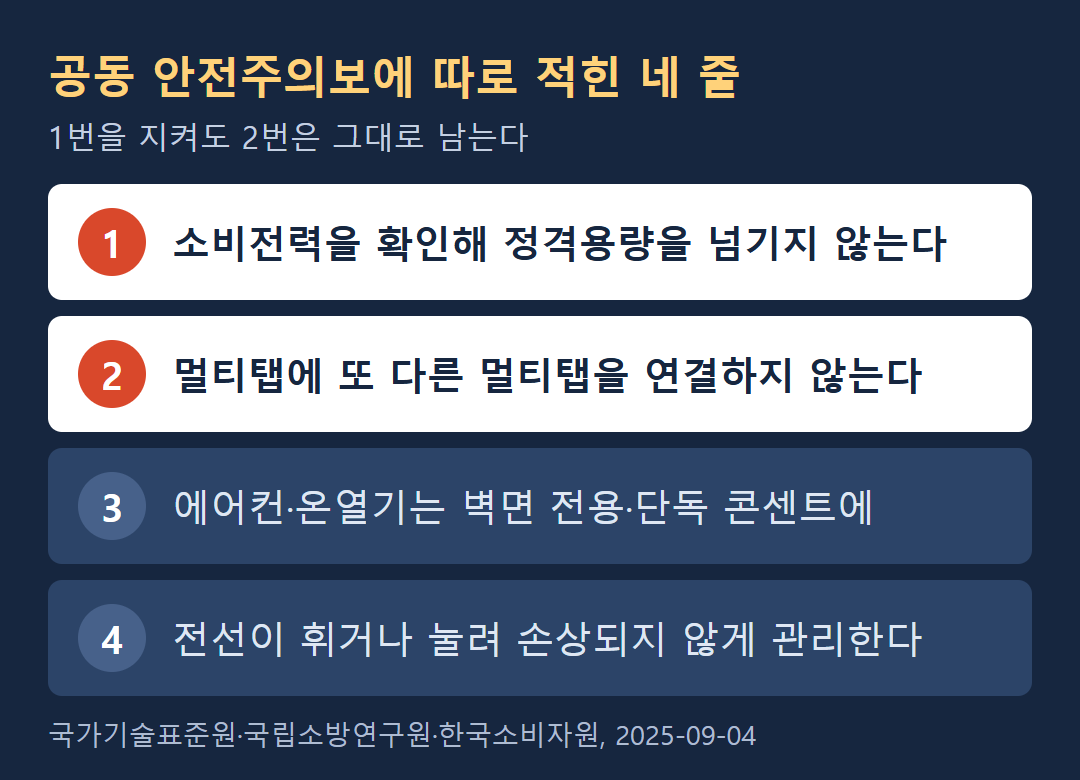 공동 안전주의보에 따로 적힌 네 줄
1번을 지켜도 2번은 그대로 남는다
1 소비전력을 확인해 정격용량을 넘기지 않는다
2 멀티탭에 또 다른 멀티탭을 연결하지 않는다
3 에어컨·온열기는 벽면 전용·단독 콘센트에
4 전선이 휘거나 눌려 손상되지 않게 관리한다
국가기술표준원·국립소방연구원·한국소비자원, 2025-09-04